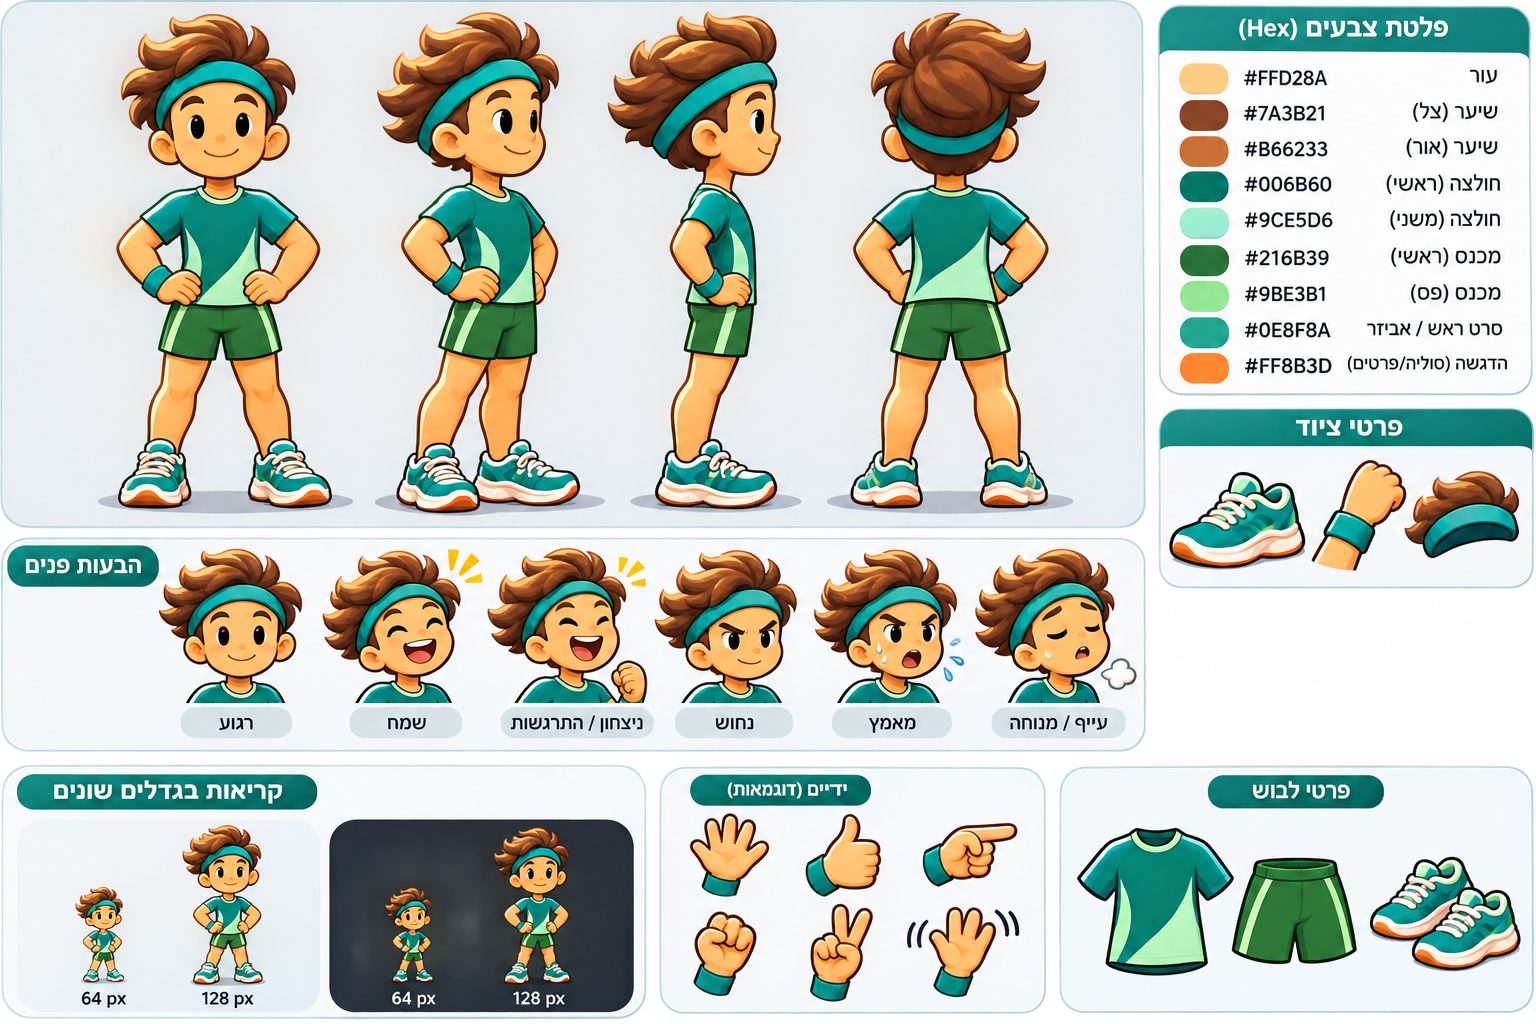 פלטת צבעים (Hex)
עור #FFD28A
שיער (צל) #7A3B21
שיער (אור) #B66233
חולצה (ראשי) #006B60
חולצה (משני) #9CE5D6
מכנס (ראשי) #216B39
מכנס (פס) #9BE3B1
סרט ראש / אביזר #0E8F8A
הדגשה (סוליה/פרטים) #FF8B3D
פרטי ציוד
הבעות פנים
רגוע
שמח
ניצחון / התרגשות
נחוש
מאמץ
עייף / מנוחה
קריאות בגדלים שונים
64 px
128 px
64 px
128 px
ידיים (דוגמאות)
פרטי לבוש